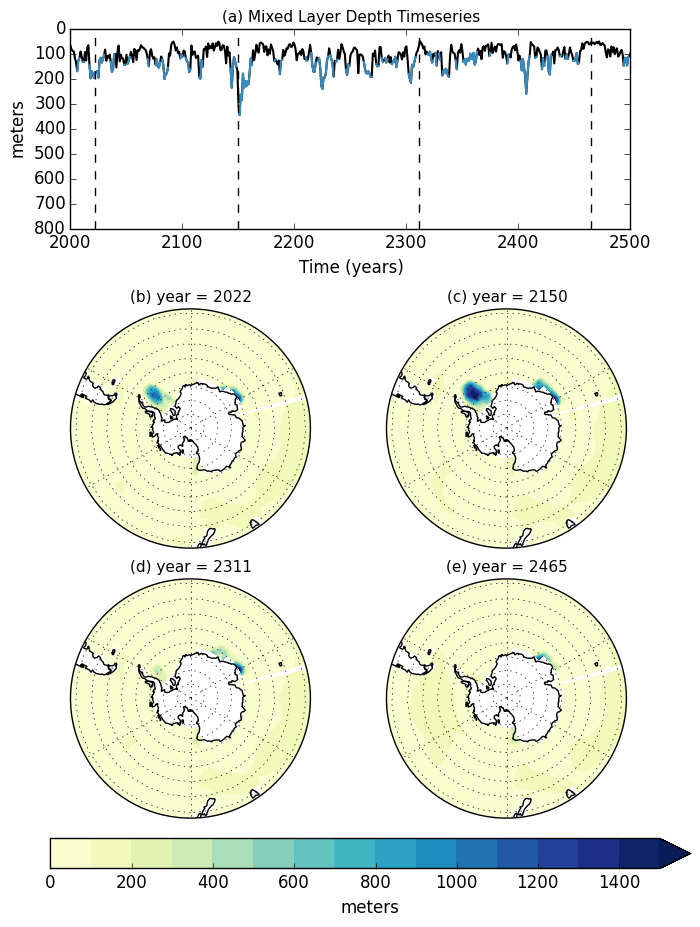 (a) Mixed Layer Depth Timeseries
0
100
200
300
400
500
600
700
800
meters
2000 2100 2200 2300 2400 2500
Time (years)
(b) year = 2022 (c) year = 2150
(d) year = 2311 (e) year = 2465
0 200 400 600 800 1000 1200 1400
meters